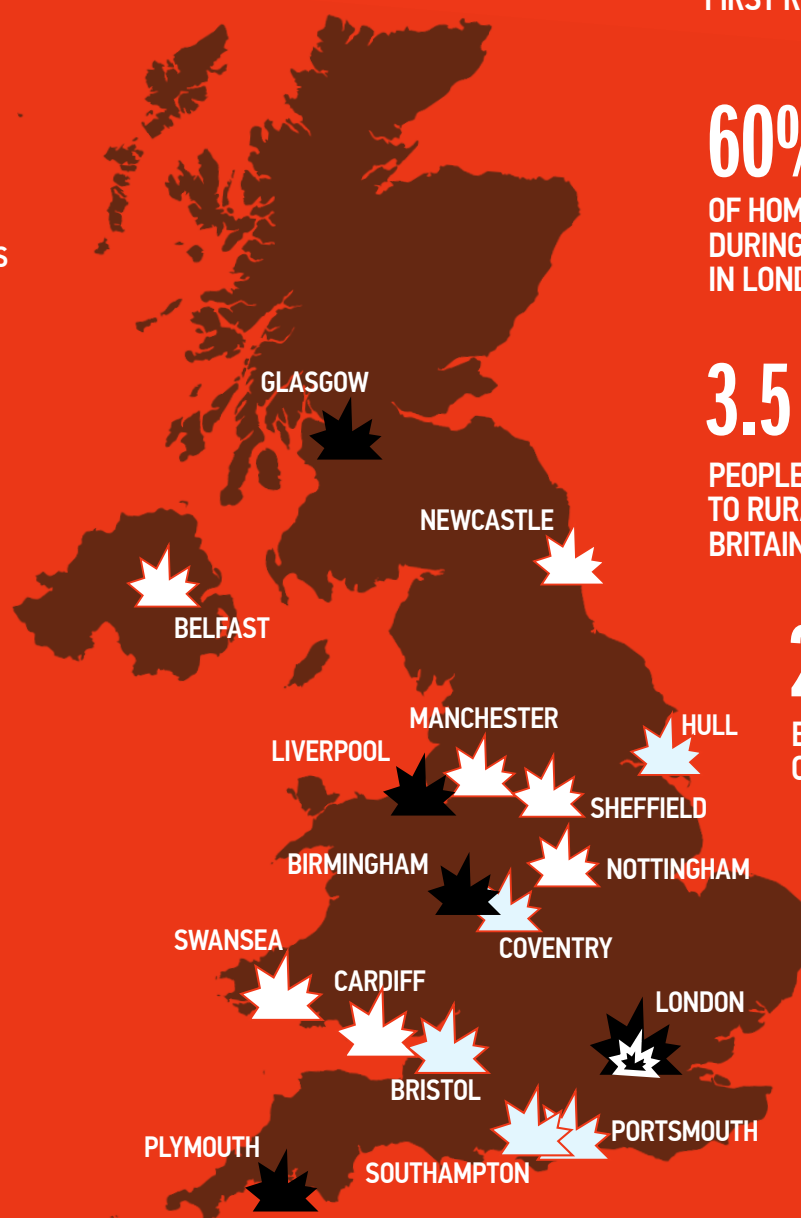 60%
OF HOM
DURING
IN LOND
S
3.5
PEOPLE
TO RURA
BRITAIN
GLASGOW
NEWCASTLE
BELFAST
MANCHESTER
HULL
LIVERPOOL
SHEFFIELD
BIRMINGHAM
NOTTINGHAM
COVENTRY
SWANSEA
CARDIFF
LONDON
BRISTOL
PORTSMOUTH
PLYMOUTH
SOUTHAMPTON